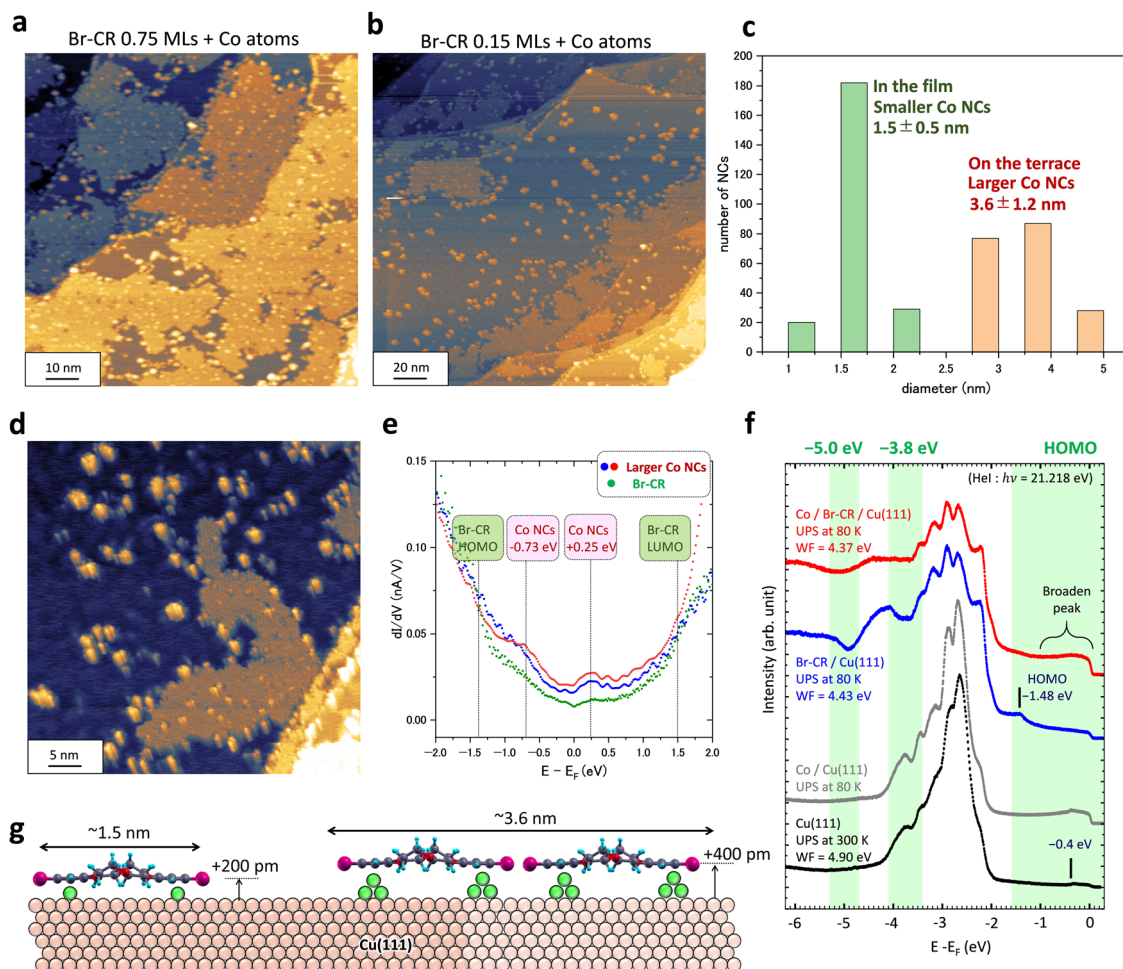 a
Br-CR 0.75 MLs + Co atoms
10 nm
b
Br-CR 0.15 MLs + Co atoms
20 nm
c
200
180
160
140
120
100
80
60
40
20
0
number of NCs
In the film
Smaller Co NCs
1.5 ± 0.5 nm
On the terrace
Larger Co NCs
3.6 ± 1.2 nm
1 1.5 2 2.5 3 4 5
diameter (nm)
d
5 nm
e
0.15
0.10
0.05
0.00
dI/dV (nA/V)
Larger Co NCs
Br-CR
Br-CR
HOMO
Co NCs
-0.73 eV
Co NCs
+0.25 eV
Br-CR
LUMO
−2.0 −1.5 −1.0 −0.5 0.0 0.5 1.0 1.5 2.0
E − EF (eV)
f
−5.0 eV
−3.8 eV
HOMO
(HeI : hν = 21.218 eV)
Co / Br-CR / Cu(111)
UPS at 80 K
WF = 4.37 eV
Broaden
peak
Br-CR / Cu(111)
UPS at 80 K
WF = 4.43 eV
HOMO
−1.48 eV
Co / Cu(111)
UPS at 80 K
Cu(111)
UPS at 300 K
WF = 4.90 eV
−0.4 eV
Intensity (arb. unit)
−6 −5 −4 −3 −2 −1 0
E -EF (eV)
g
~1.5 nm
+200 pm
~3.6 nm
+400 pm
Cu(111)